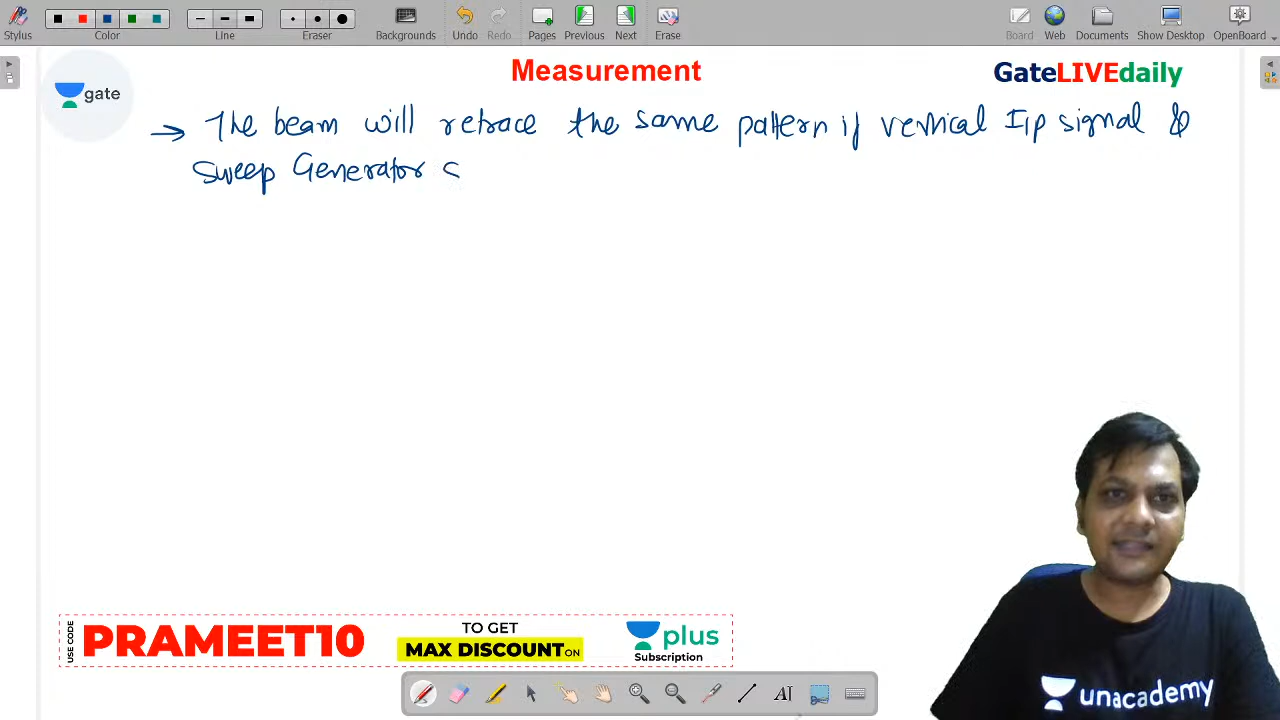 Stylus
Color
Line
Eraser
Backgrounds
Undo
Redo
Pages
Previous
Next
Erase
Board
Web
Documents
Show Desktop
OpenBoard
gate
Measurement
GateLIVEdaily
→ The beam will retrace the same pattern if vertical I/p signal &
Sweep Generator s
USE CODE
PRAMEET10
TO GET
MAX DISCOUNT ON
plus
Subscription
unacademy